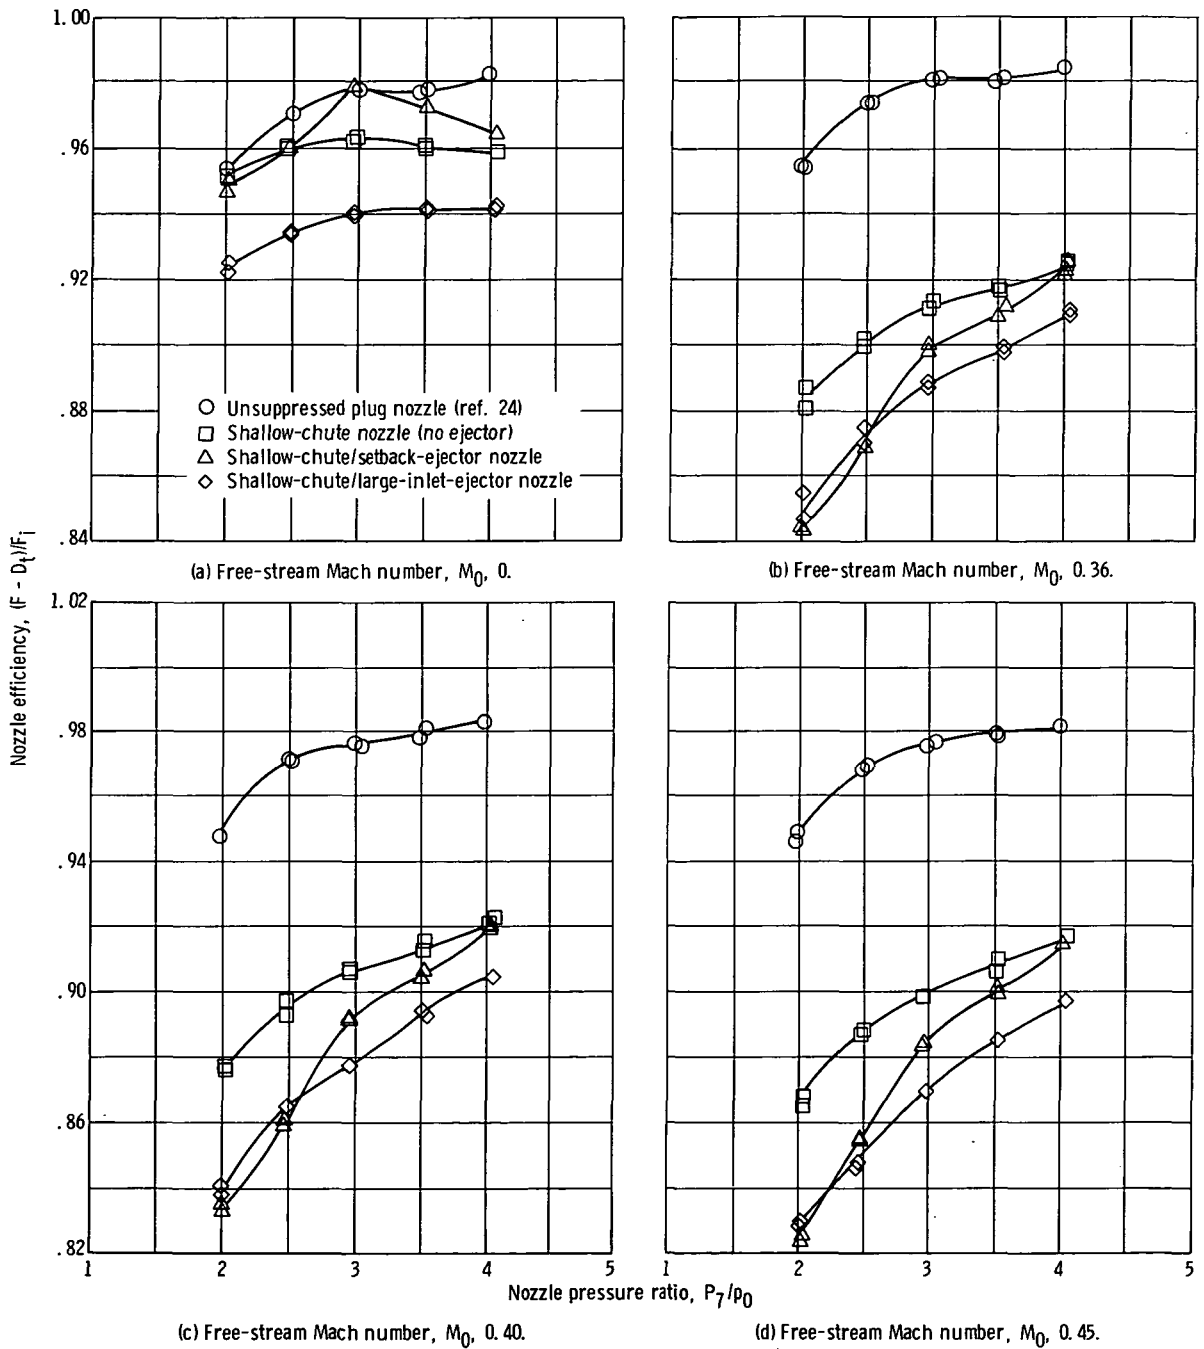 1.00
.96
.92
.88
.84
Unsuppressed plug nozzle (ref. 24)
Shallow-chute nozzle (no ejector)
Shallow-chute/setback-ejector nozzle
Shallow-chute/large-inlet-ejector nozzle
(a) Free-stream Mach number, M0, 0.
(b) Free-stream Mach number, M0, 0.36.
Nozzle efficiency, (F - Dt)/Fi
1.02
.98
.94
.90
.86
.82
1 2 3 4 5
1 2 3 4 5
Nozzle pressure ratio, P7/p0
(c) Free-stream Mach number, M0, 0.40.
(d) Free-stream Mach number, M0, 0.45.